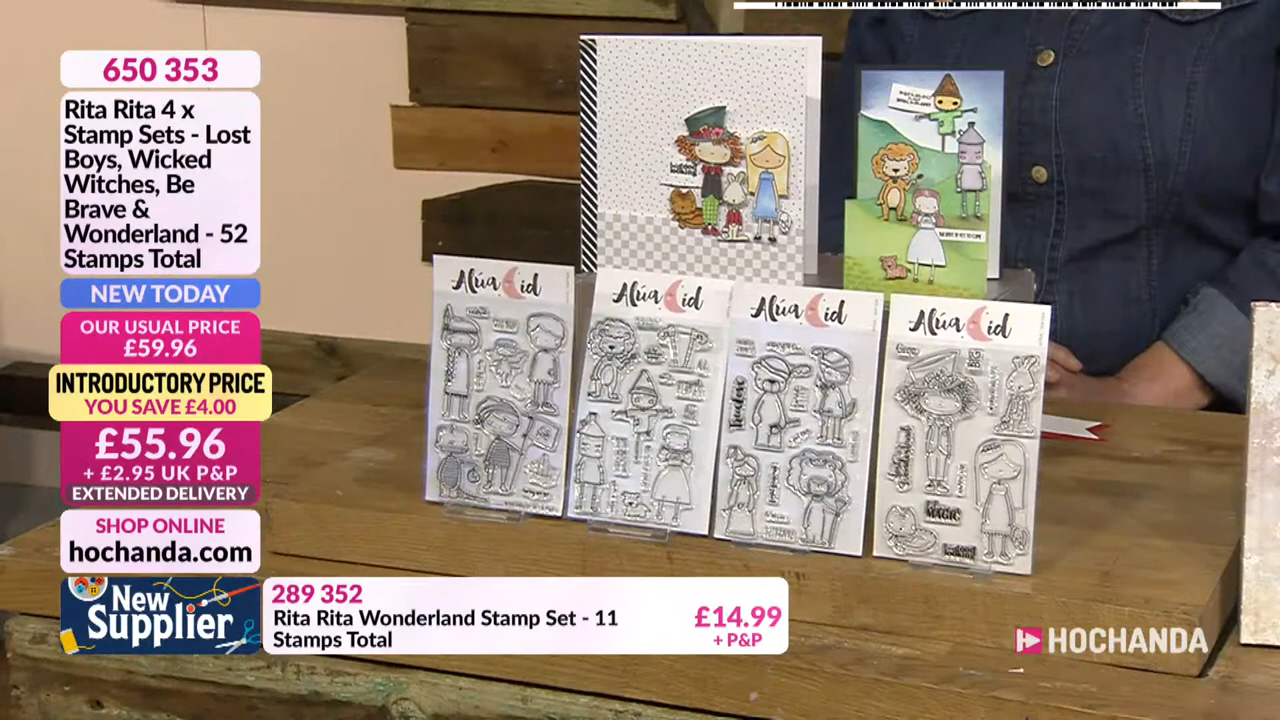 650 353
Rita Rita 4 x
Stamp Sets - Lost
Boys, Wicked
Witches, Be
Brave &
Wonderland - 52
Stamps Total
NEW TODAY
OUR USUAL PRICE
£59.96
INTRODUCTORY PRICE
YOU SAVE £4.00
£55.96
+ £2.95 UK P&P
EXTENDED DELIVERY
SHOP ONLINE
hochanda.com
New
Supplier
289 352
Rita Rita Wonderland Stamp Set - 11
Stamps Total
£14.99
+ P&P
HOCHANDA
Alúa Cid
Alúa Cid
Alúa Cid
Alúa Cid
MAGIC